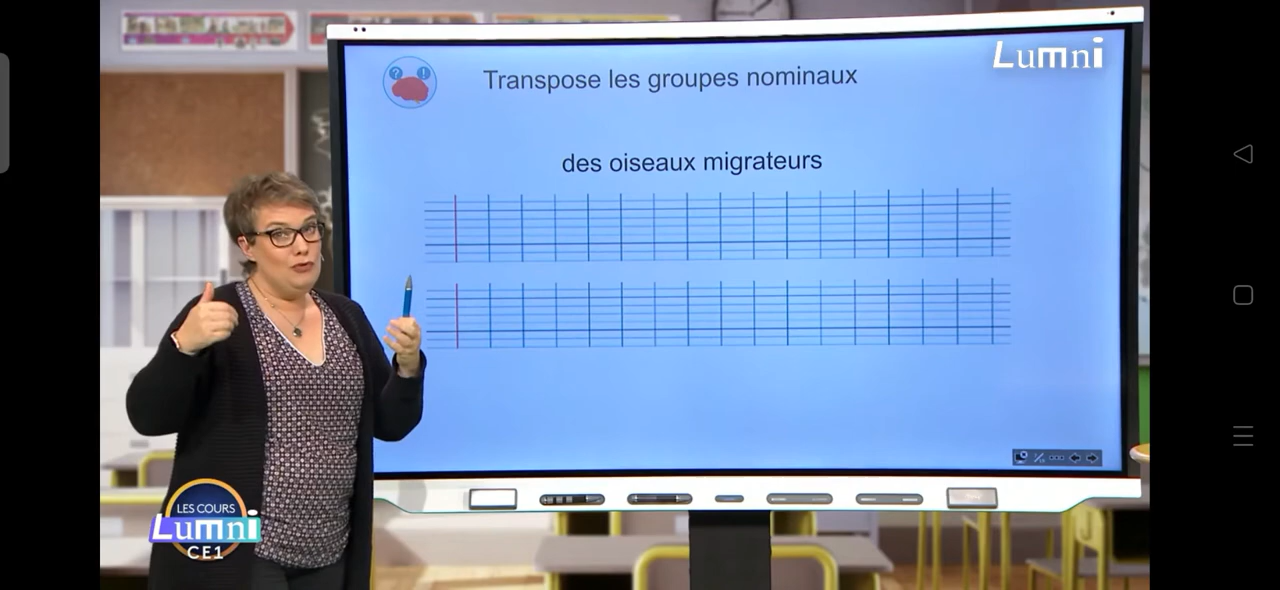 Lumni
Transpose les groupes nominaux
des oiseaux migrateurs
LES COURS
Lumni
CE1